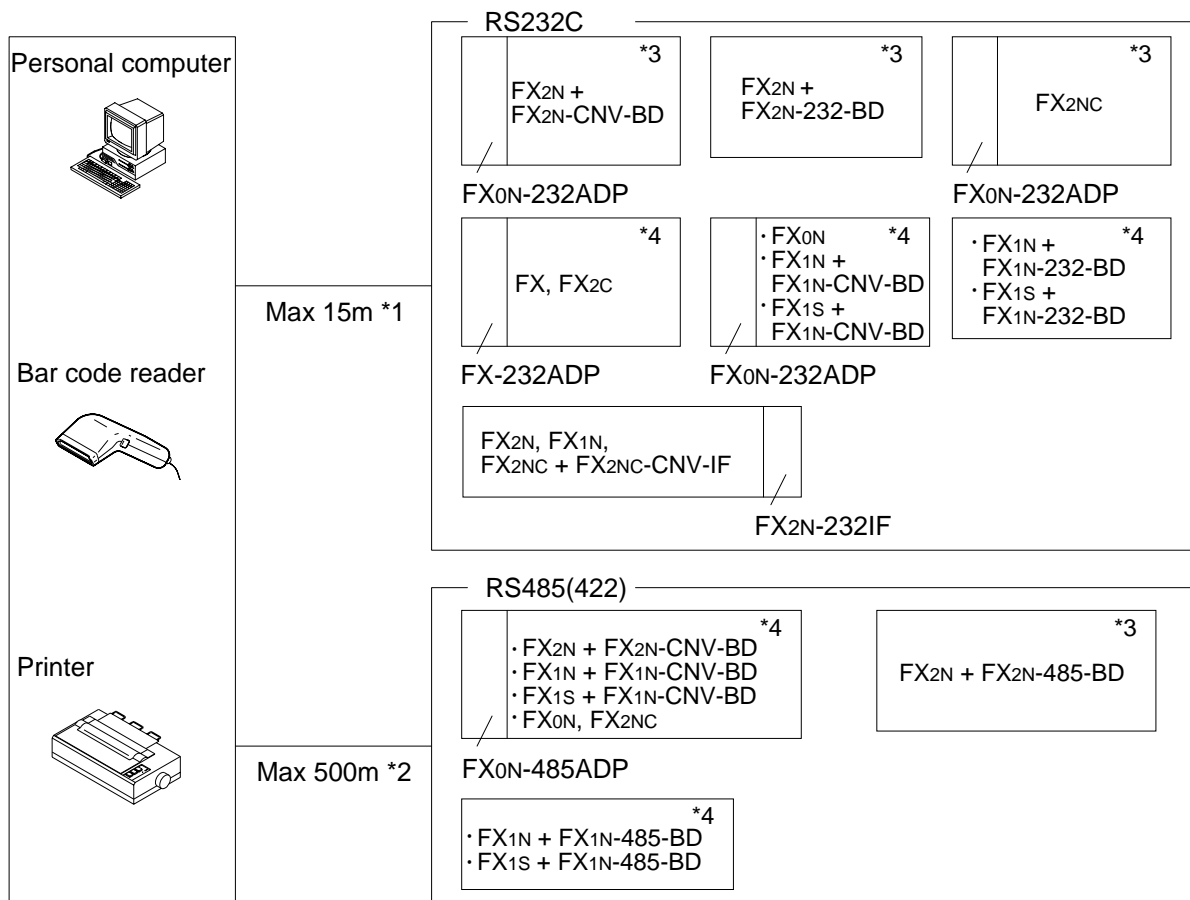 Personal computer
Bar code reader
Printer
Max 15m *1
Max 500m *2
RS232C
*3
FX2N +
FX2N-CNV-BD
FX0N-232ADP
*3
FX2N +
FX2N-232-BD
*3
FX2NC
FX0N-232ADP
*4
FX, FX2C
FX-232ADP
· FX0N *4
· FX1N +
FX1N-CNV-BD
· FX1S +
FX1N-CNV-BD
FX0N-232ADP
· FX1N + *4
FX1N-232-BD
· FX1S +
FX1N-232-BD
FX2N, FX1N,
FX2NC + FX2NC-CNV-IF
FX2N-232IF
RS485(422)
*4
· FX2N + FX2N-CNV-BD
· FX1N + FX1N-CNV-BD
· FX1S + FX1N-CNV-BD
· FX0N, FX2NC
FX0N-485ADP
*3
FX2N + FX2N-485-BD
*4
· FX1N + FX1N-485-BD
· FX1S + FX1N-485-BD